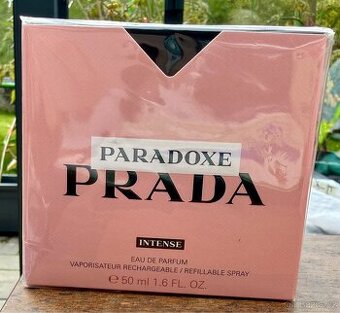 PARADOXE
PRADA
INTENSE
EAU DE PARFUM
VAPORISATEUR RECHARGEABLE / REFILLABLE SPRAY
℮ 50 ml 1.6 FL. OZ.